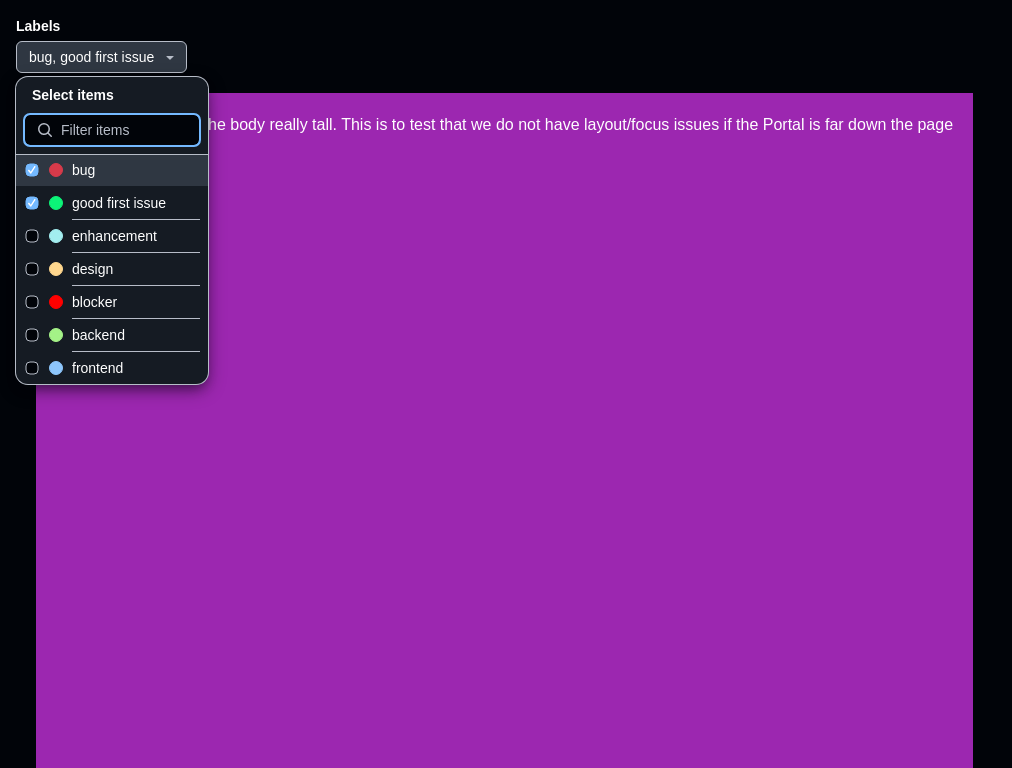 Labels
bug, good first issue
Select items
he body really tall. This is to test that we do not have layout/focus issues if the Portal is far down the page
Filter items
bug
good first issue
enhancement
design
blocker
backend
frontend